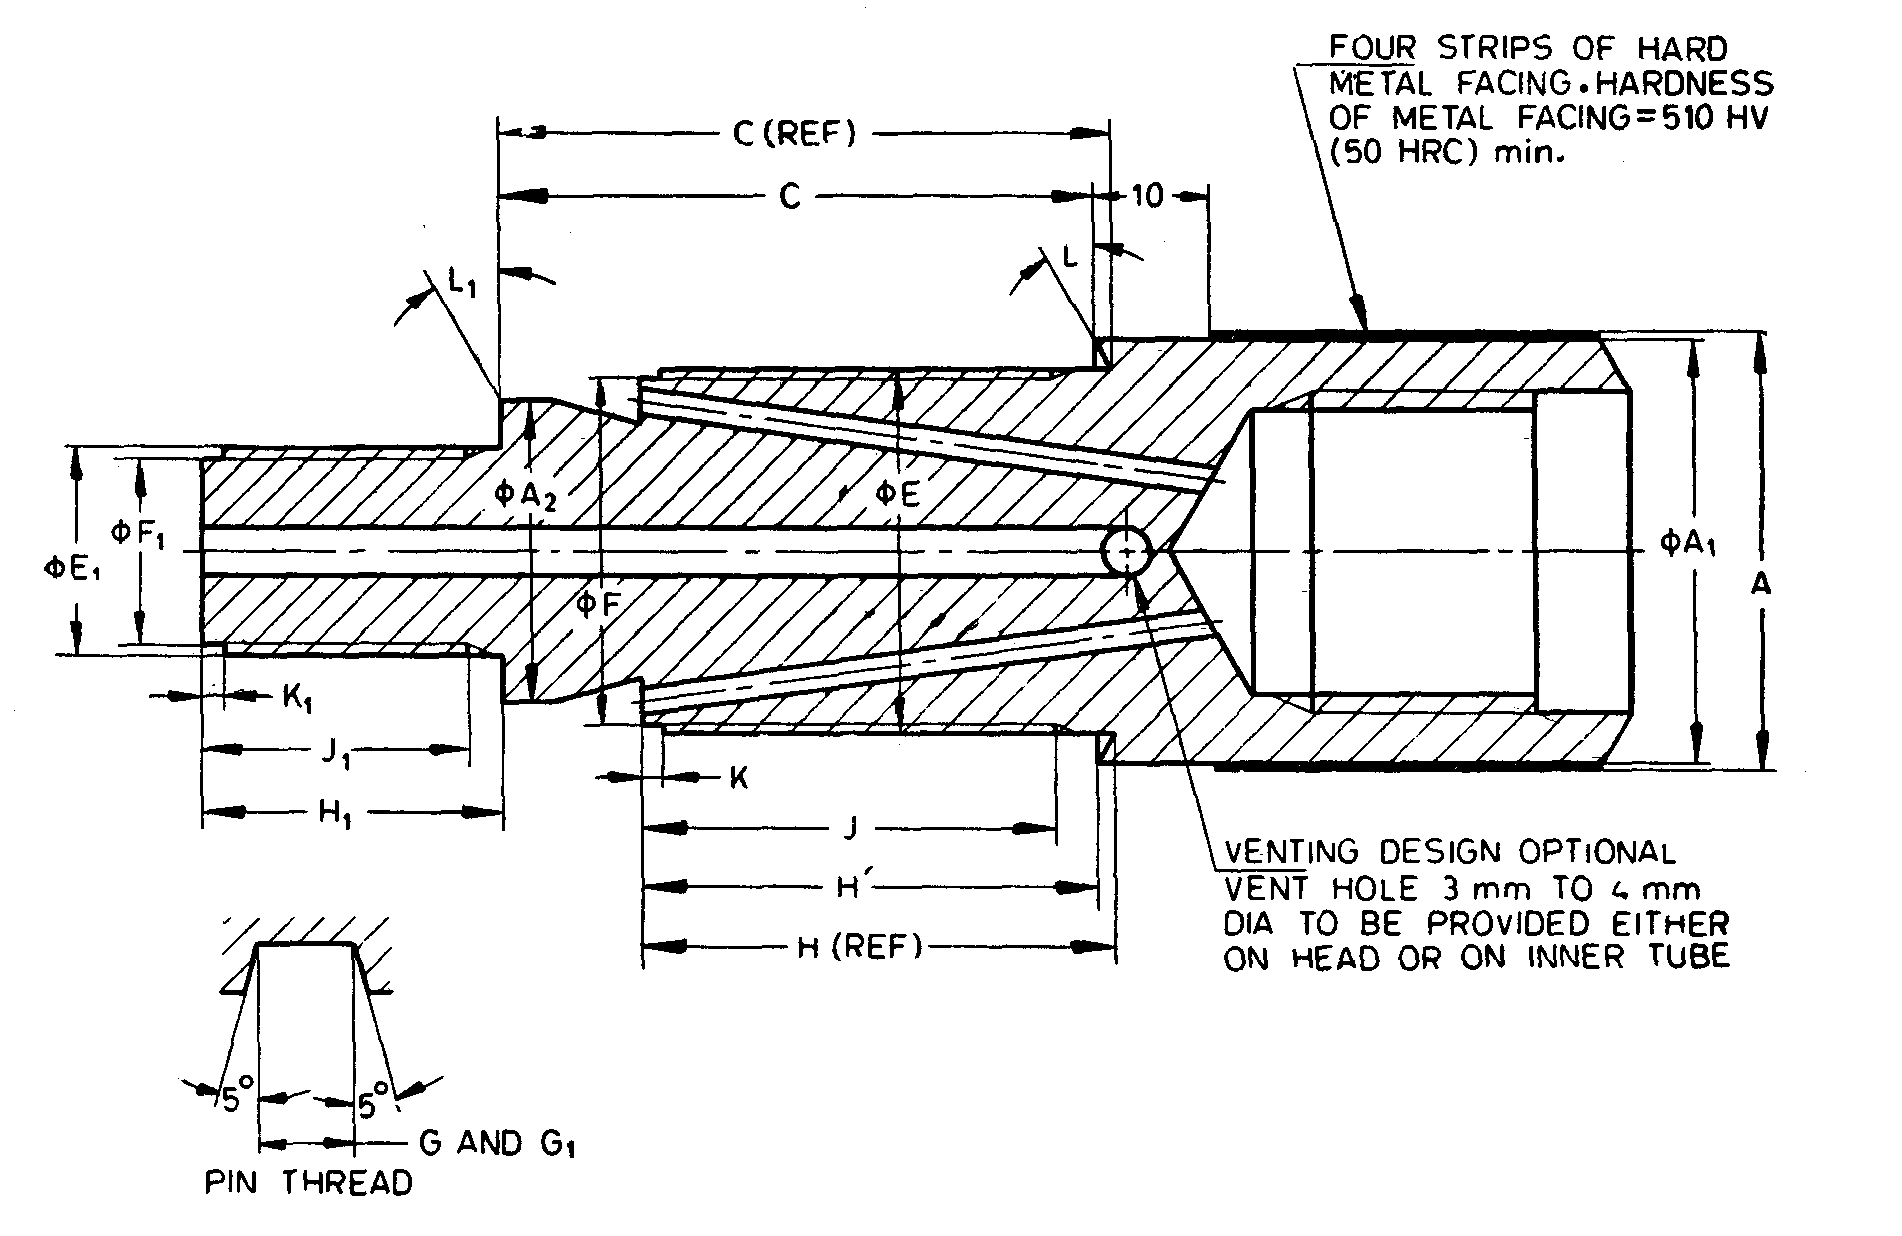 FOUR STRIPS OF HARD
METAL FACING. HARDNESS
OF METAL FACING=510 HV
(50 HRC) min.
C (REF)
C
10
L1
L
ΦA2
ΦE
ΦF1
ΦE1
ΦF
ΦA1
A
K1
J1
H1
K
J
H′
H (REF)
VENTING DESIGN OPTIONAL
VENT HOLE 3 mm TO 4 mm
DIA TO BE PROVIDED EITHER
ON HEAD OR ON INNER TUBE
5° 5°
G AND G1
PIN THREAD